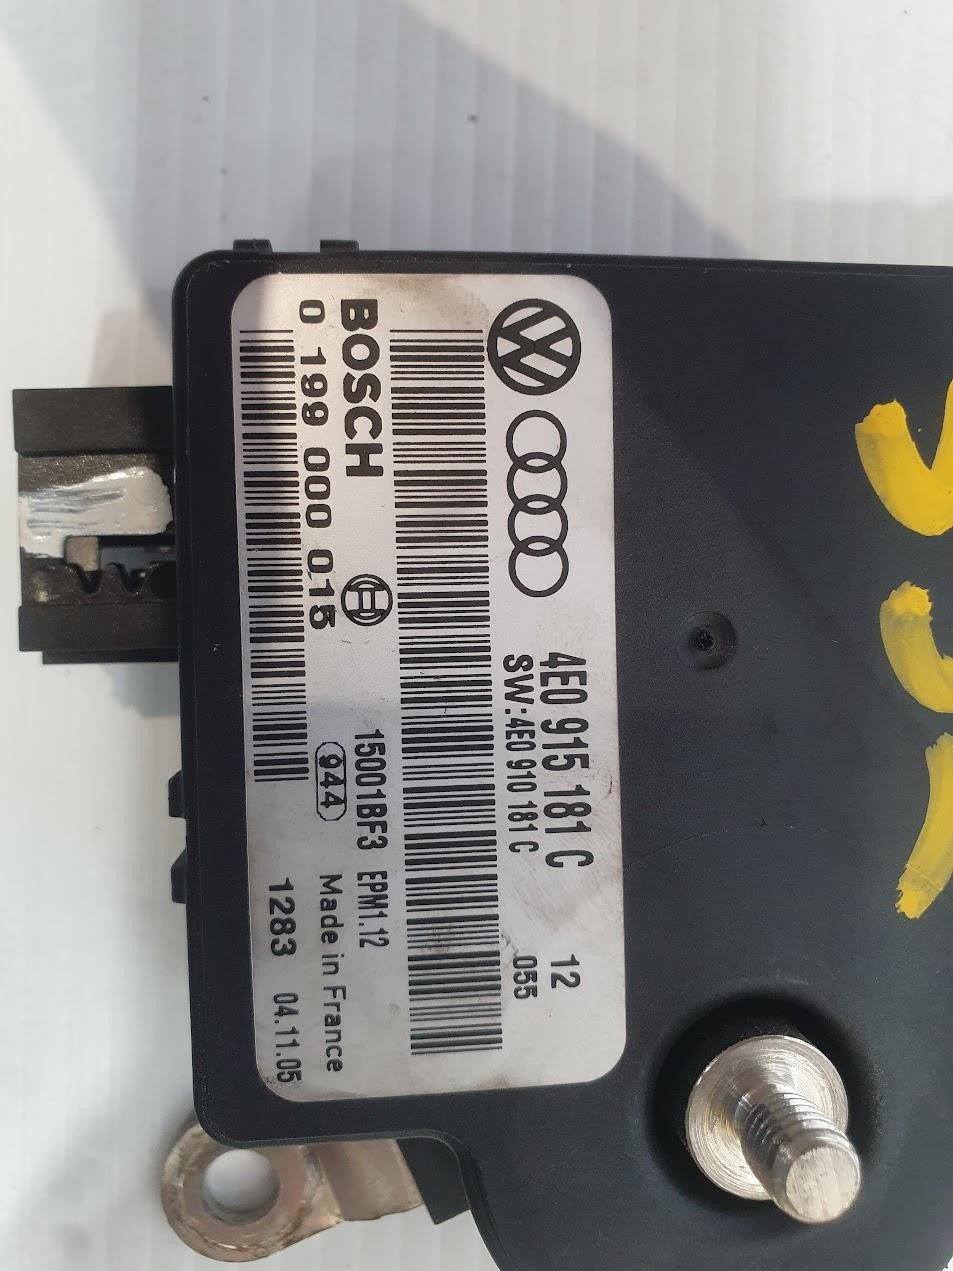 4E0 915 181 C 12
SW:4E0 910 181 C 055
BOSCH 15001BF3 EPM1.12
0 199 000 015 944 Made in France
1283 04.11.05